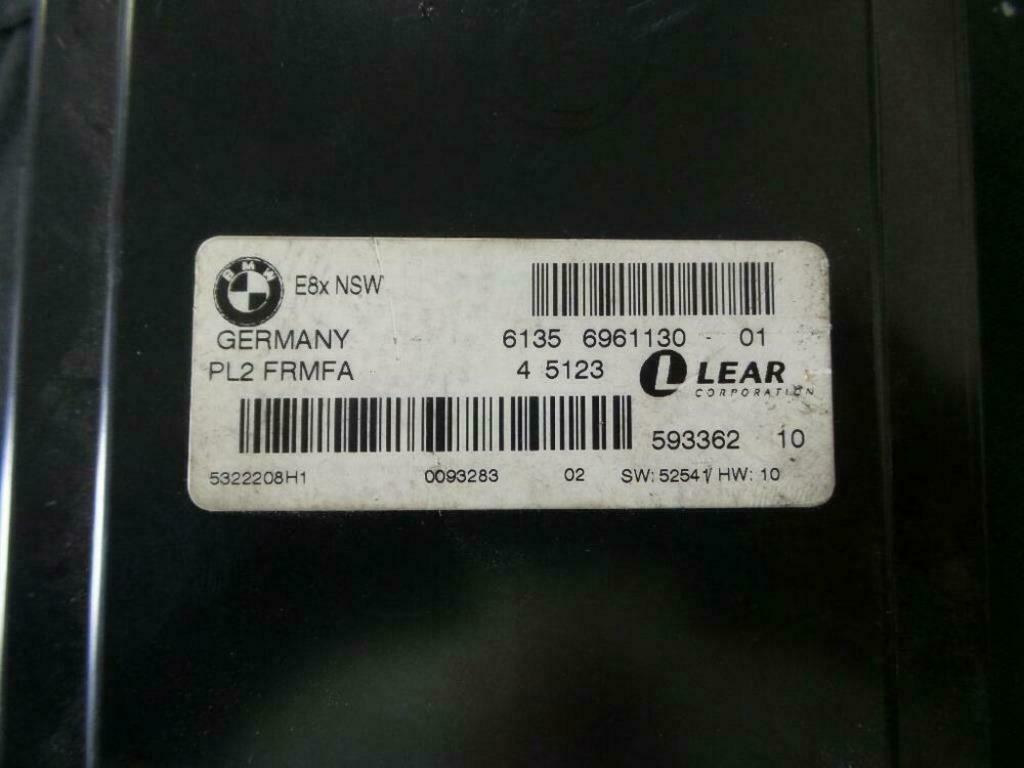 BMW E8x NSW
GERMANY 6135 6961130 - 01
PL2 FRMFA 4 5123 L LEAR
CORPORATION
593362 10
5322208H1 0093283 02 SW: 52541/ HW: 10